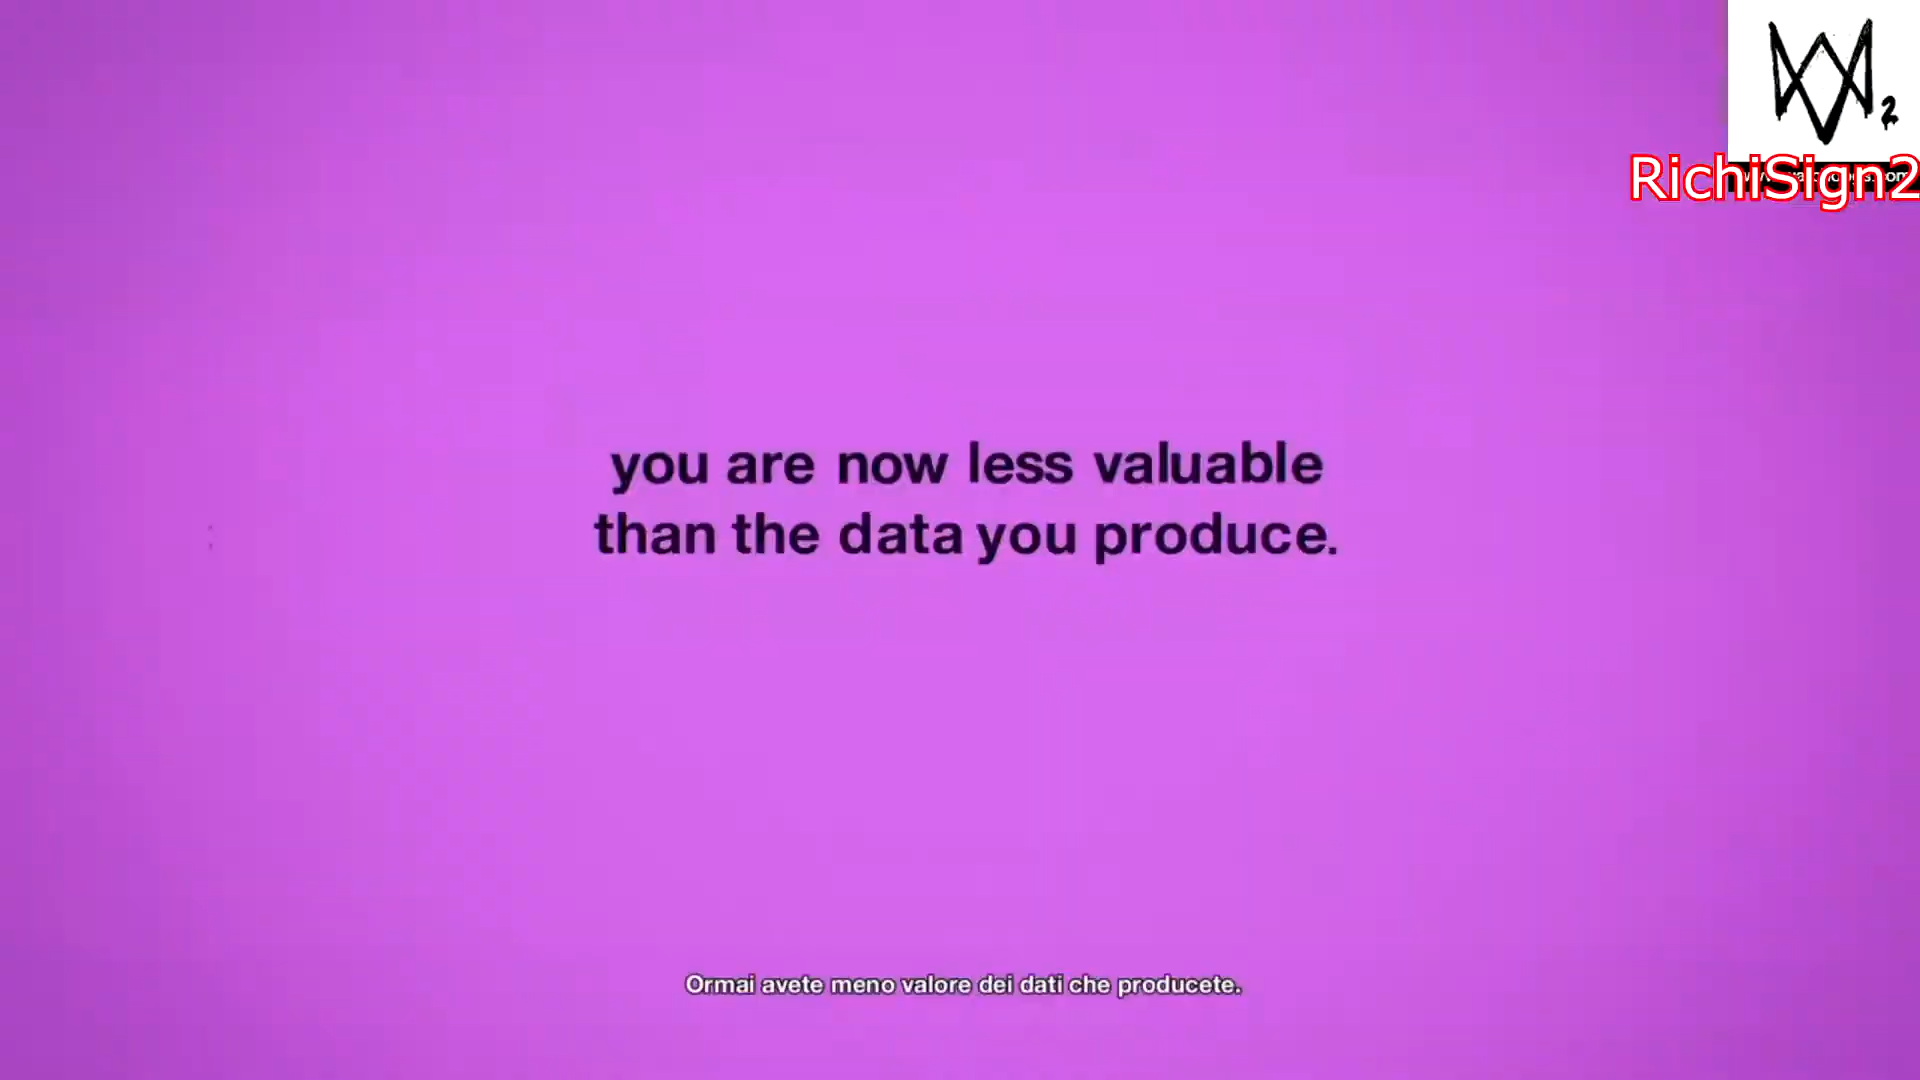 2
RichiSign2
you are now less valuable
than the data you produce.
Ormai avete meno valore dei dati che producete.